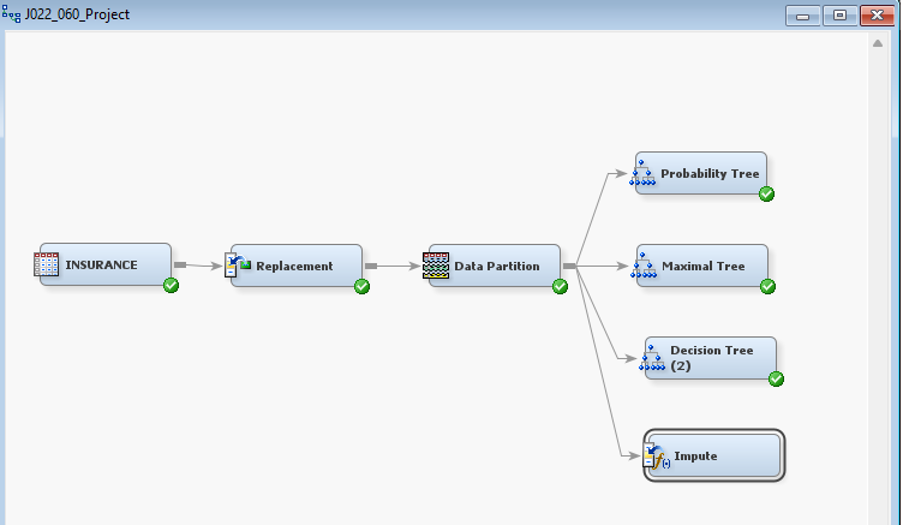 J022_060_Project
Probability Tree
INSURANCE
Replacement
Data Partition
Maximal Tree
Decision Tree
(2)
Impute